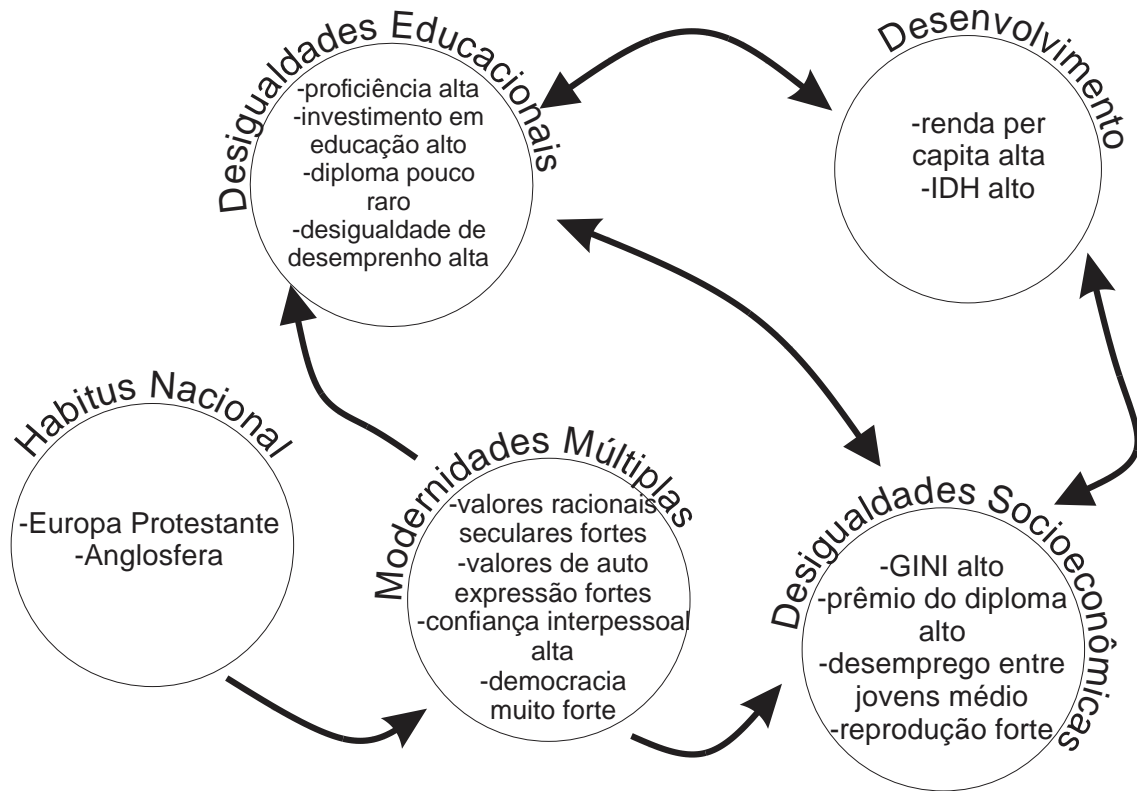 Desigualdades Educacionais
-proficiência alta
-investimento em
educação alto
-diploma pouco
raro
-desigualdade de
desemprenho alta
Desenvolvimento
-renda per
capita alta
-IDH alto
Habitus Nacional
-Europa Protestante
-Anglosfera
Modernidades Múltiplas
-valores racionais
seculares fortes
-valores de auto
expressão fortes
-confiança interpessoal
alta
-democracia
muito forte
Desigualdades Socioeconômicas
-GINI alto
-prêmio do diploma
alto
-desemprego entre
jovens médio
-reprodução forte